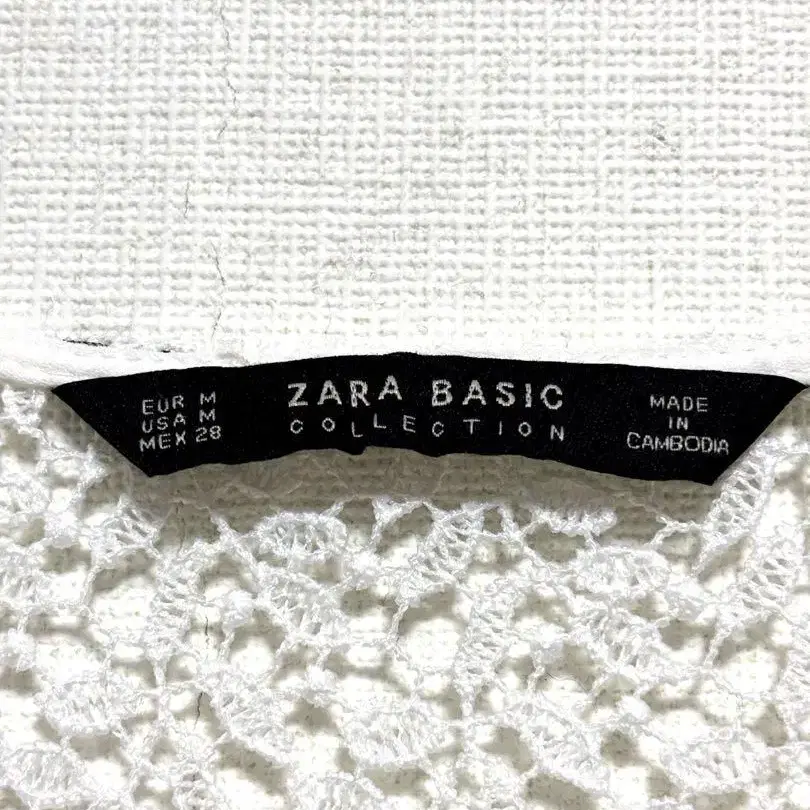 EUR M
USA M
MEX 28
ZARA BASIC
COLLECTION
MADE
IN
CAMBODIA